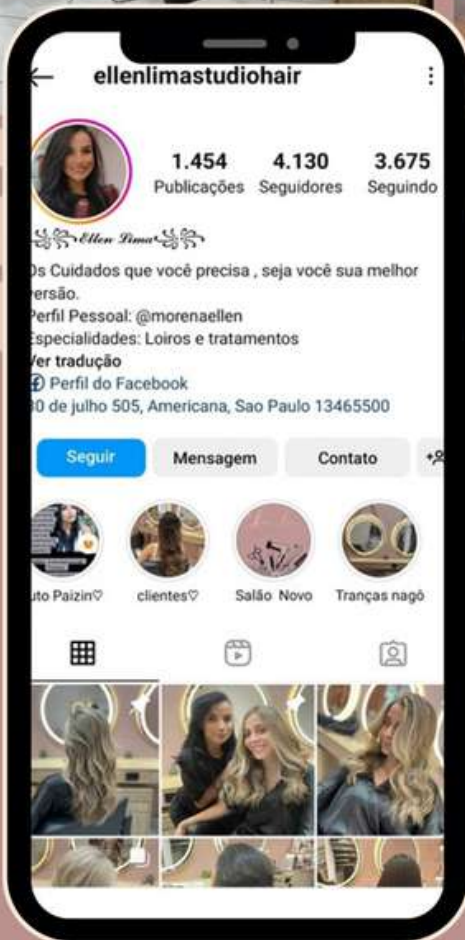 ellenlimastudiohair
1.454 4.130 3.675
Publicações Seguidores Seguindo
꧁Ellen Lima꧂
Os Cuidados que você precisa , seja você sua melhor
versão.
Perfil Pessoal: @morenaellen
Especialidades: Loiros e tratamentos
Ver tradução
Perfil do Facebook
30 de julho 505, Americana, Sao Paulo 13465500
Seguir Mensagem Contato
uto Paizin♡ clientes♡ Salão Novo Tranças nagô